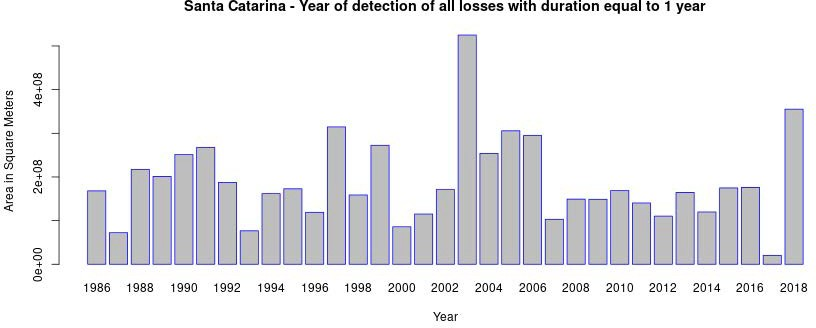 Santa Catarina - Year of detection of all losses with duration equal to 1 year
Area in Square Meters
4e+08
2e+08
0e+00
1986 1988 1990 1992 1994 1996 1998 2000 2002 2004 2006 2008 2010 2012 2014 2016 2018
Year